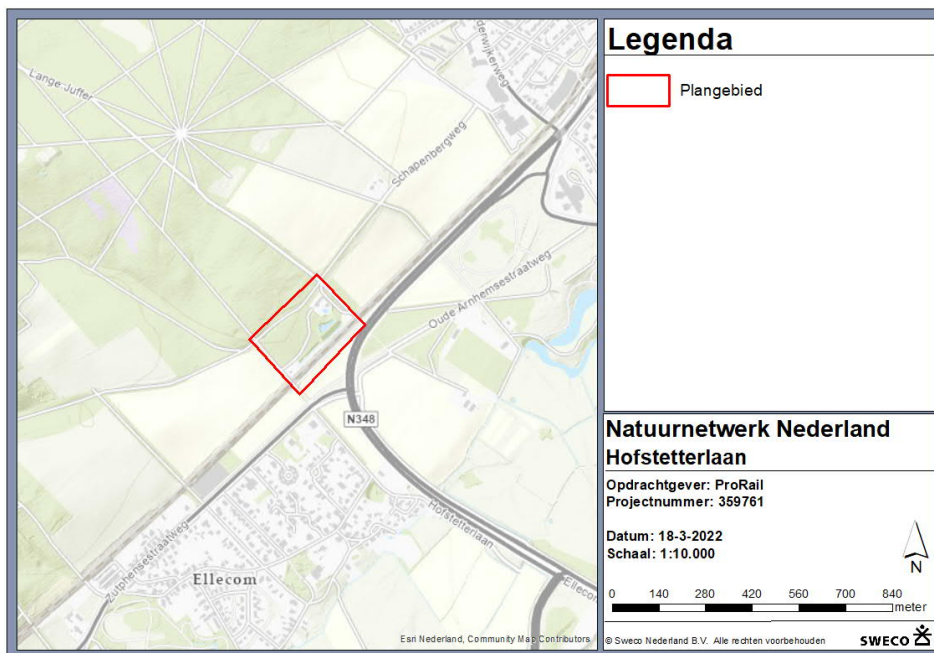 Lange Juffer
derwijkerweg
Schapenbergweg
Oude Arnhemsestraatweg
N348
Hofstetterlaan
Zutphensestraatweg
Ellecom
Ellecom
Esri Nederland, Community Map Contributors
Legenda
Plangebied
Natuurnetwerk Nederland
Hofstetterlaan
Opdrachtgever: ProRail
Projectnummer: 359761
Datum: 18-3-2022
Schaal: 1:10.000
N
0 140 280 420 560 700 840
meter
© Sweco Nederland B.V. Alle rechten voorbehouden
SWECO